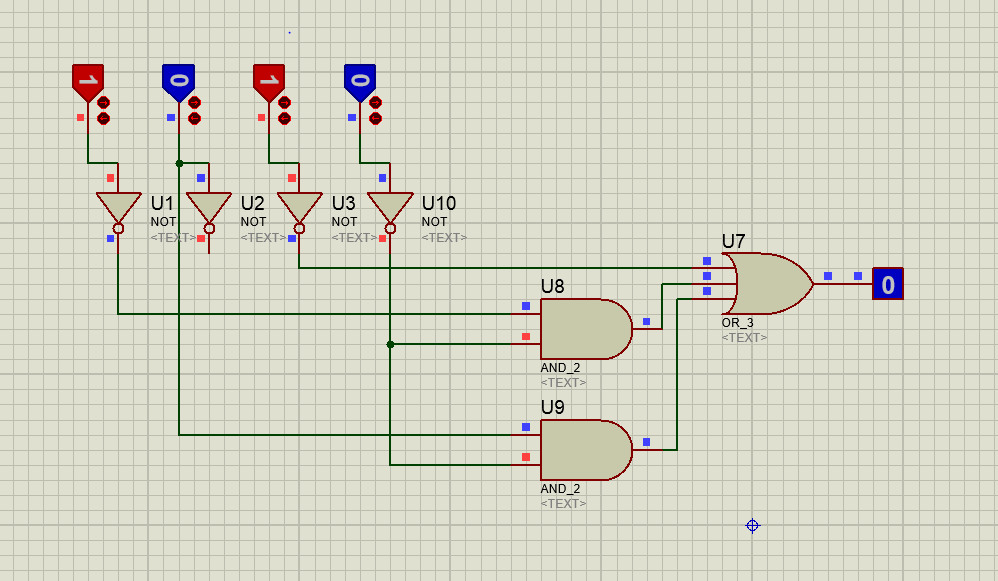 1 0 1 0
U1 U2 U3 U10
NOT NOT NOT NOT
<TEXT> <TEXT> <TEXT> <TEXT>
U7
OR_3
<TEXT>
0
U8
AND_2
<TEXT>
U9
AND_2
<TEXT>